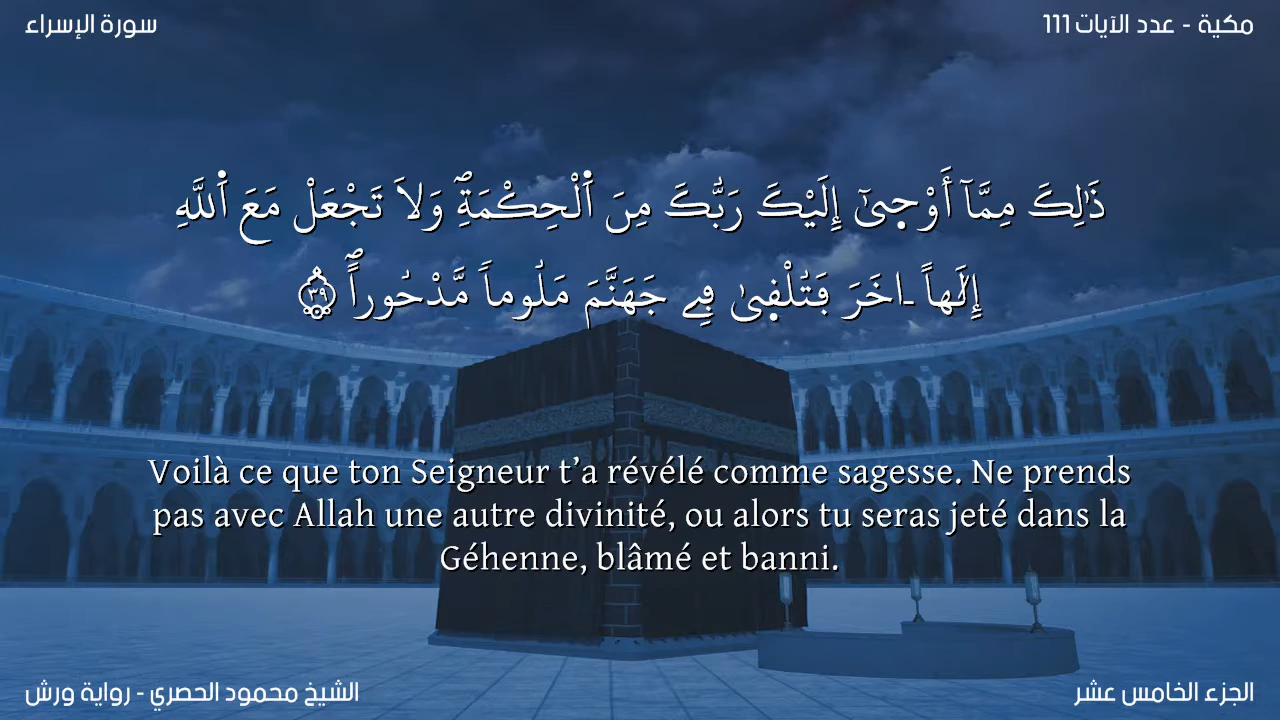 سورة الإسراء
مكية - عدد الآيات 111
ذَٰلِكَ مِمَّآ أَوْح۪يٰٓ إِلَيْكَ رَبُّكَ مِنَ اَ۬لْحِكْمَةِۖ وَلَا تَجْعَلْ مَعَ اَ۬للَّهِ
إِلَٰهاً ـاخَرَ فَتُلْق۪يٰ فِے جَهَنَّمَ مَلُوماٗ مَّدْحُوراًۖ ٣٩
Voilà ce que ton Seigneur t’a révélé comme sagesse. Ne prends
pas avec Allah une autre divinité, ou alors tu seras jeté dans la
Géhenne, blâmé et banni.
الشيخ محمود الحصري - رواية ورش
الجزء الخامس عشر